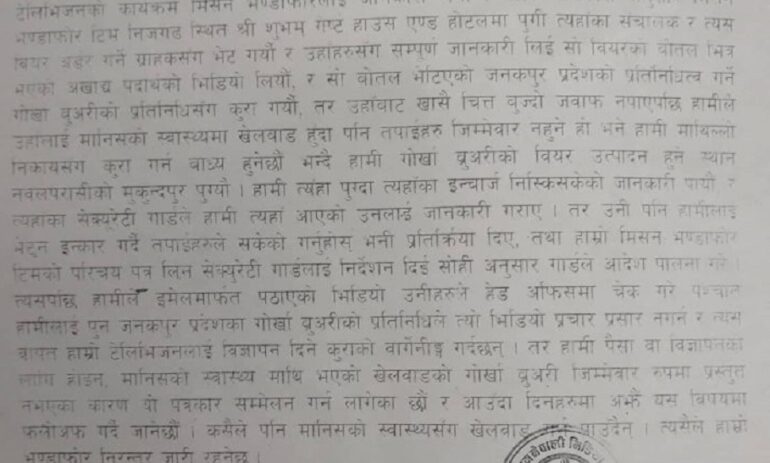 टेलिभिजनको कार्यक्रम मिसन भण्डाफोरलाई
भण्डाफोर टिम निजगढ स्थित श्री शुभम गेष्ट हाउस एण्ड होटलमा पुगी त्यहाँका संचालक र त्यस
वियर अर्डर गर्ने ग्राहकसंग भेट गर्यौं र उहाँहरुसंग सम्पूर्ण जानकारी लिई सो वियरको वोतल भित्र
भएको अखाद्य पदार्थको भिडियो लियौं, र सो वोतल भेटिएको जनकपुर प्रदेशको प्रतिनिधित्व गर्ने
गोर्खा ब्रुअरीको प्रतिनिधिसंग कुरा गर्यौं, तर उहाँवाट खासै चित्त बुज्दो जवाफ नपाएपछि हामीले
उहाँलाई मानिसको स्वास्थ्यमा खेलवाड हुँदा पनि तपाइंहरु जिम्मेवार नहुने हो भने हामी माथिल्लो
निकायसंग कुरा गर्न वाध्य हुनेछौं भन्दै हामी गोर्खा ब्रुअरीको वियर उत्पादन हुने स्थान
नवलपरासीको मुकुन्दपुर पुग्यौं । हामी त्यहाँ पुग्दा त्यहाँका इन्चार्ज निस्किसकेको जानकारी पायौं र
त्यहाँका सेक्युरेटी गार्डले हामी त्यहाँ आएको उनलाई जानकारी गराए । तर उनी पनि हामीलाई
भेट्न इन्कार गर्दै तपाइंहरुले सकेको गर्नुहोस् भनी प्रतिक्रिया दिए, तथा हाम्रो मिसन भण्डाफोर
टिमको परिचय पत्र लिन सेक्युरेटी गार्डलाई निर्देशन दिई सोही अनुसार गार्डले आदेश पालना गरे ।
त्यसपछि हामीले इमेलमार्फत पठाएको भिडियो उनीहरुले हेड अफिसमा चेक गरे पश्चात
हामीलाई पुन जनकपुर प्रदेशका गोर्खा ब्रुअरीको प्रतिनिधिले त्यो भिडियो प्रचार प्रसार नगर्न र त्यस
वापत हाम्रो टेलिभिजनलाई विज्ञापन दिने कुराको वार्गेनीङ्ग गर्दछन् । तर हामी पैसा वा विज्ञापनको
लागि होइन, मानिसको स्वास्थ्य माथि भएको खेलवाडको गोर्खा ब्रुअरी जिम्मेवार रुपमा प्रस्तुत
नभएका कारण यो पत्रकार सम्मेलन गर्न लागेका छौं र आउँदा दिनहरुमा अझै यस विषयमा
फलोअफ गर्दै जानेछौं । कसैले पनि मानिसको स्वास्थ्यसंग खेलवाड गर्न पाउँदैन । त्यसैले हाम्रो
भण्डाफोर निरन्तर जारी रहनेछ ।